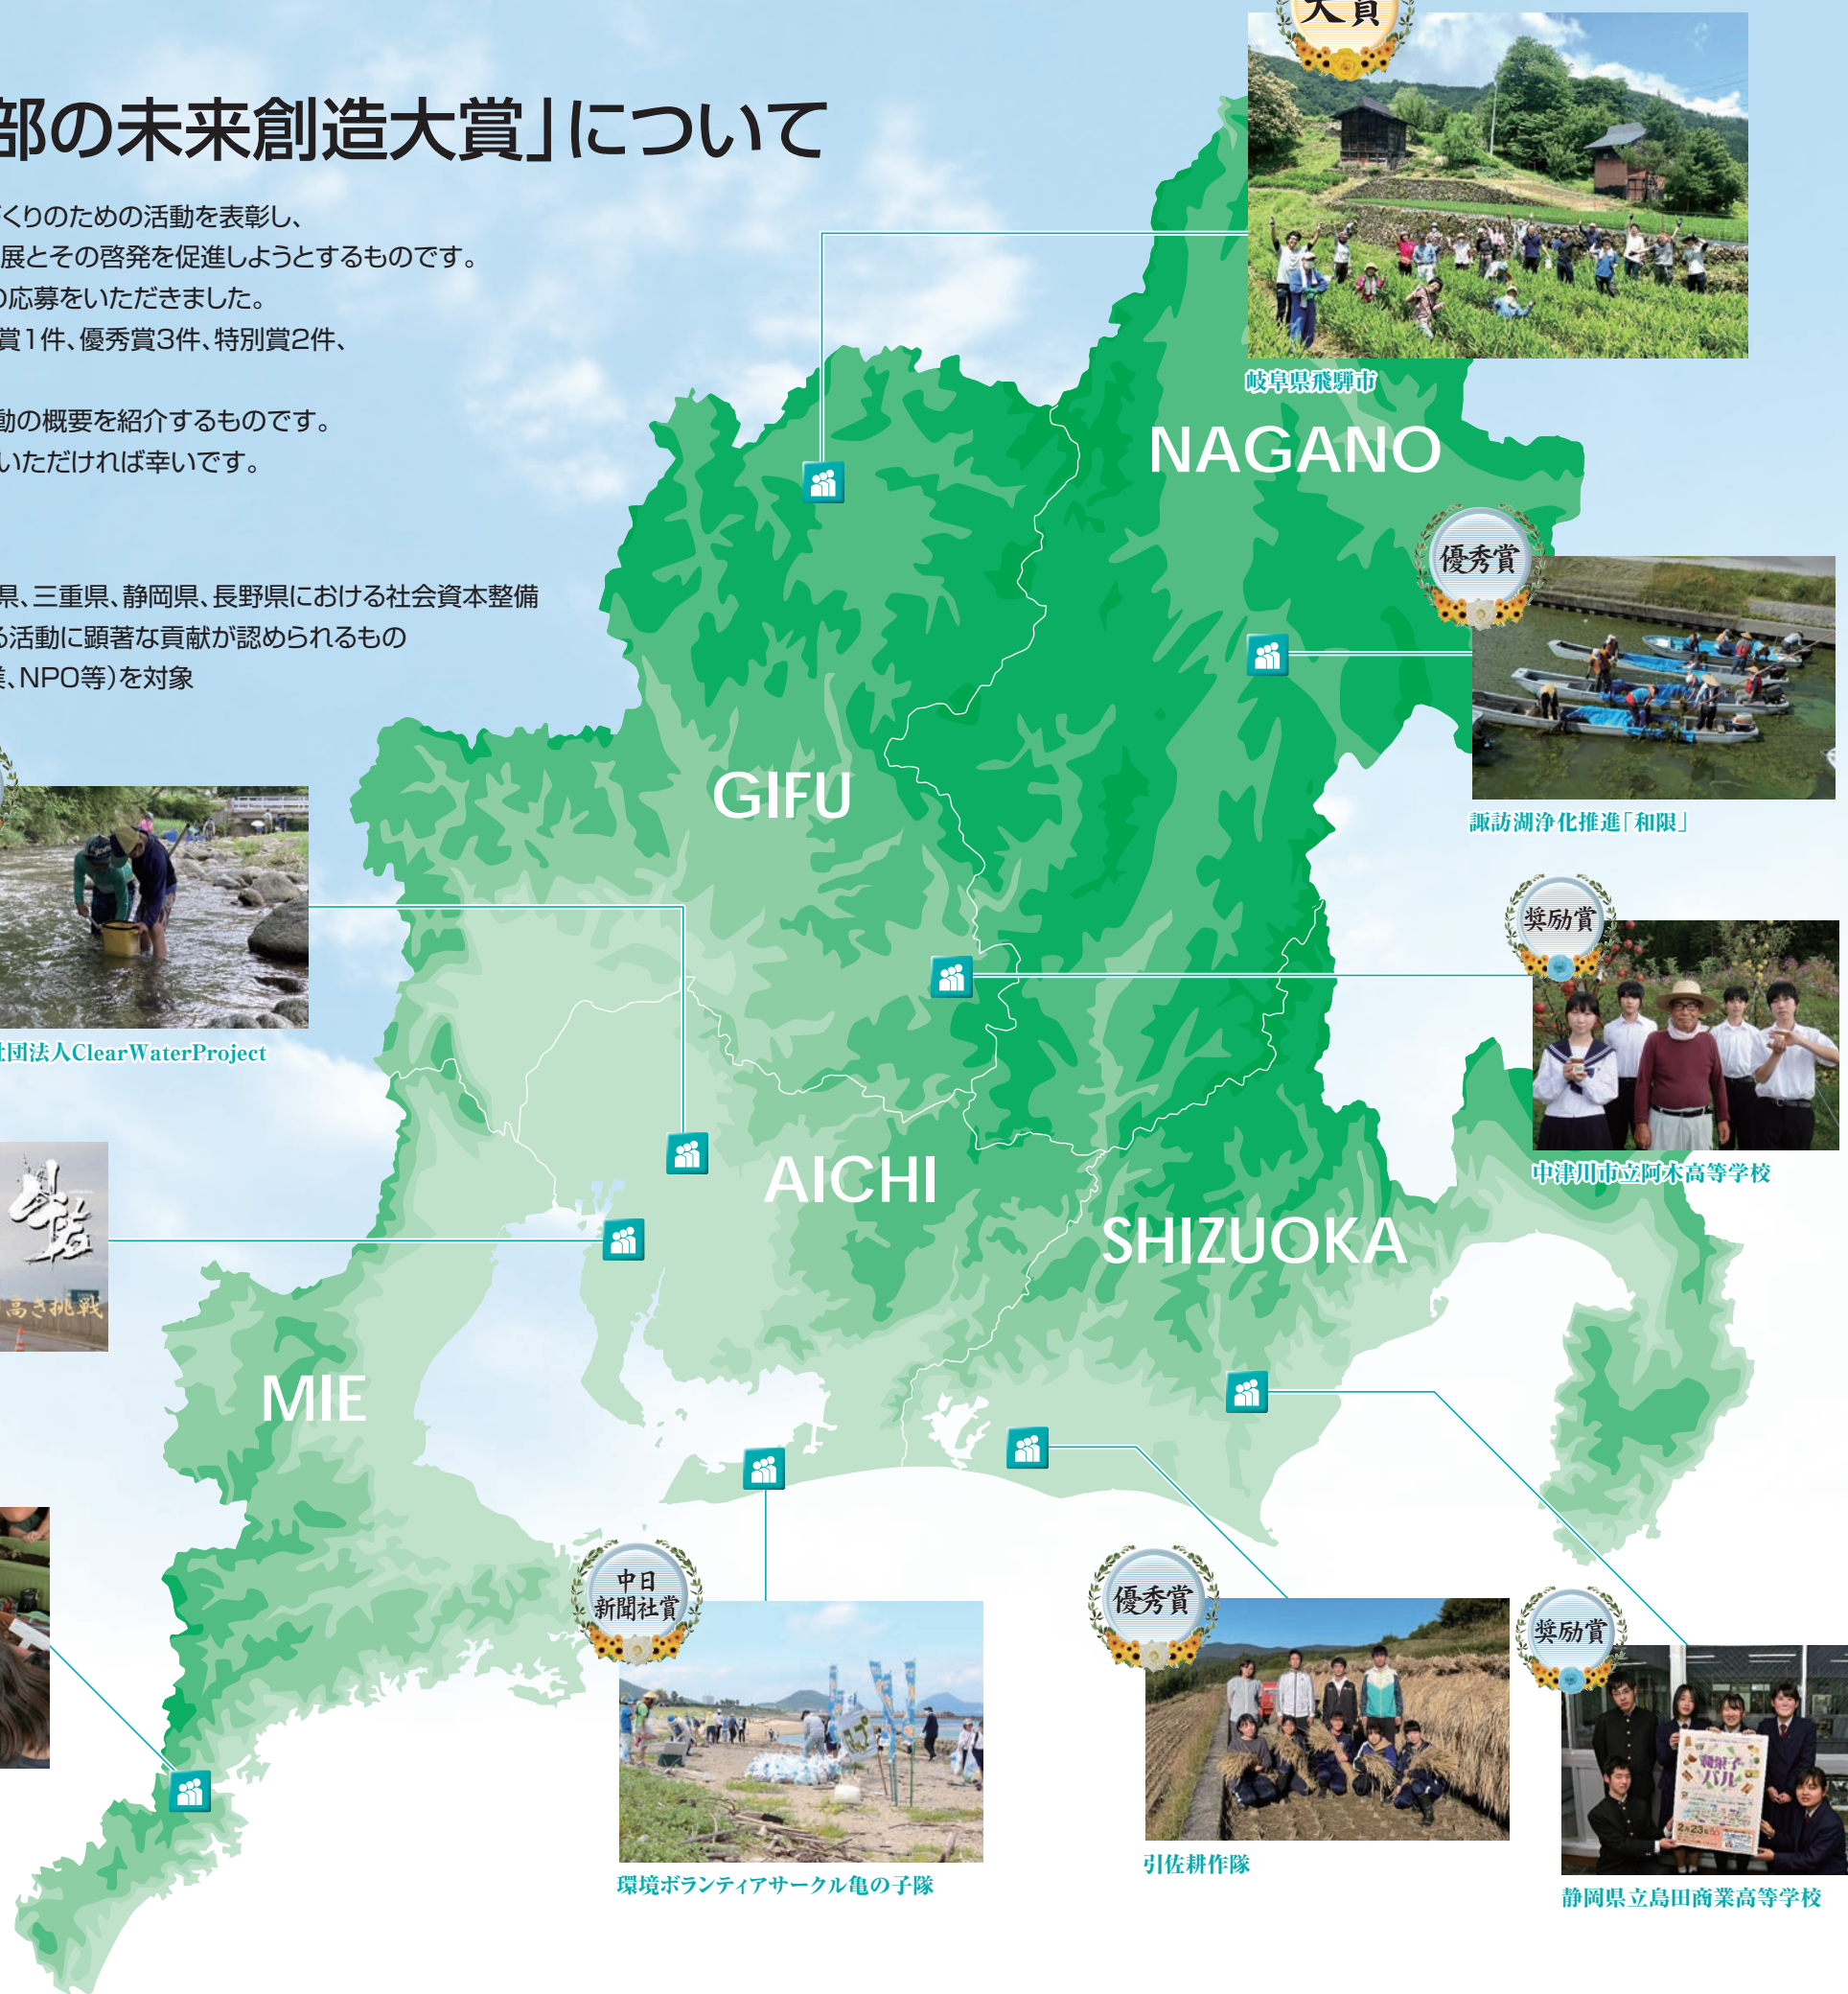 大賞
部の未来創造大賞」について
くりのための活動を表彰し、
展とその啓発を促進しようとするものです。
の応募をいただきました。
賞1件、優秀賞3件、特別賞2件、
動の概要を紹介するものです。
いただければ幸いです。
県、三重県、静岡県、長野県における社会資本整備
る活動に顕著な貢献が認められるもの
業、NPO等)を対象
岐阜県飛騨市
NAGANO
優秀賞
諏訪湖浄化推進「和限」
GIFU
奨励賞
中津川市立阿木高等学校
社団法人ClearWaterProject
AICHI
SHIZUOKA
高き挑戦
MIE
中日
新聞社賞
環境ボランティアサークル亀の子隊
優秀賞
引佐耕作隊
奨励賞
和菓子
バル
静岡県立島田商業高等学校